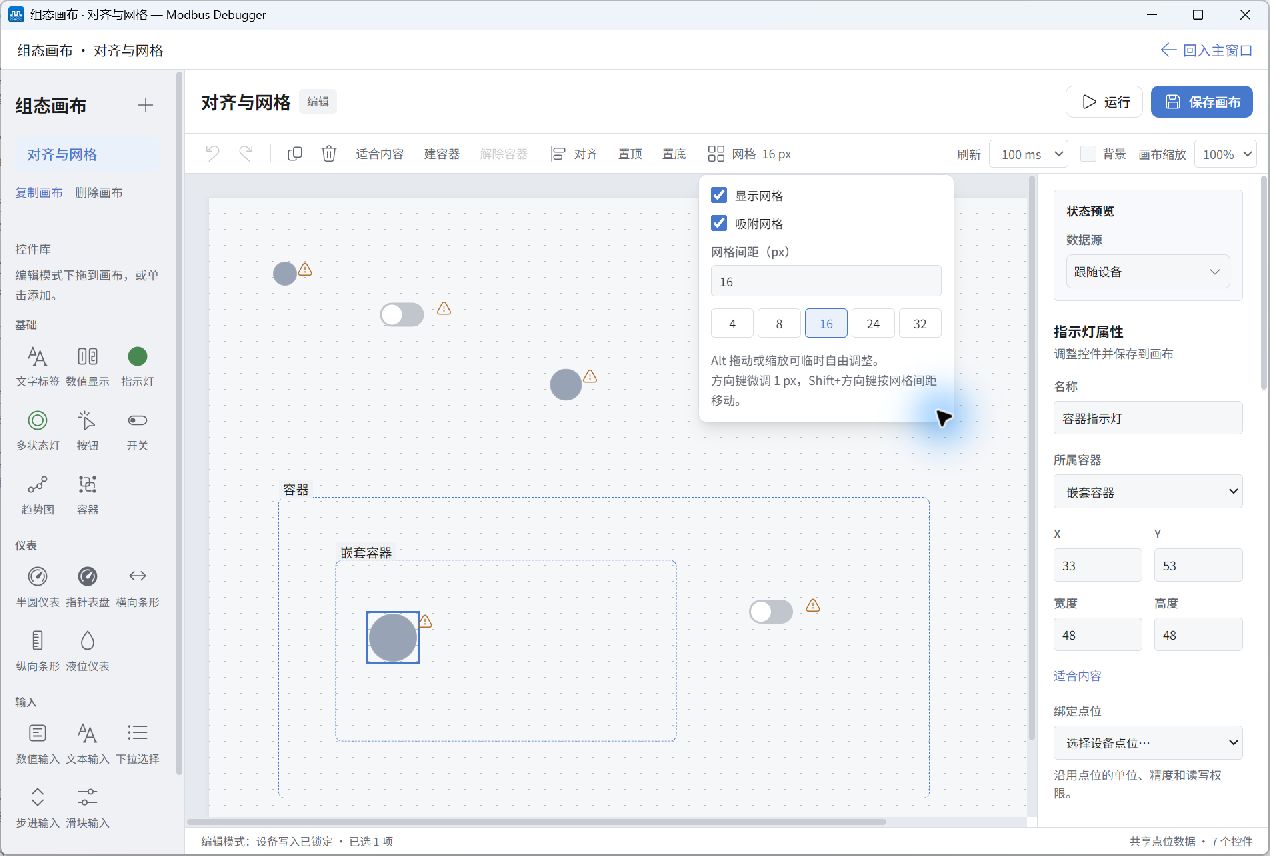 组态画布 · 对齐与网格 — Modbus Debugger
组态画布 · 对齐与网格
回入主窗口
组态画布
对齐与网格
复制画布 删除画布
控件库
编辑模式下拖到画布，或单
击添加。
基础
文字标签 数值显示 指示灯
多状态灯 按钮 开关
趋势图 容器
仪表
半圆仪表 指针表盘 横向条形
纵向条形 液位仪表
输入
数值输入 文本输入 下拉选择
步进输入 滑块输入
对齐与网格 编辑
运行 保存画布
适合内容 建容器 解除容器 对齐 置顶 置底 网格 16 px
刷新 100 ms 背景 画布缩放 100%
显示网格
吸附网格
网格间距（px）
16
4 8 16 24 32
Alt 拖动或缩放可临时自由调整。
方向键微调 1 px，Shift+方向键按网格间距
移动。
容器
嵌套容器
状态预览
数据源
跟随设备
指示灯属性
调整控件并保存到画布
名称
容器指示灯
所属容器
嵌套容器
X Y
33 53
宽度 高度
48 48
适合内容
绑定点位
选择设备点位…
沿用点位的单位、精度和读写权
限。
编辑模式：设备写入已锁定 · 已选 1 项
共享点位数据 · 7 个控件